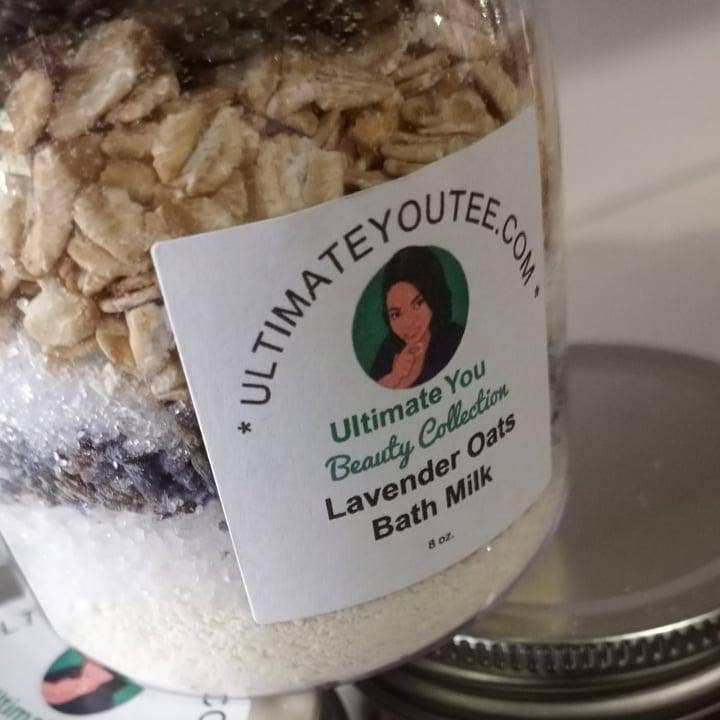 * ULTIMATEYOUTEE.COM *
Ultimate You
Beauty Collection
Lavender Oats
Bath Milk
8 oz.